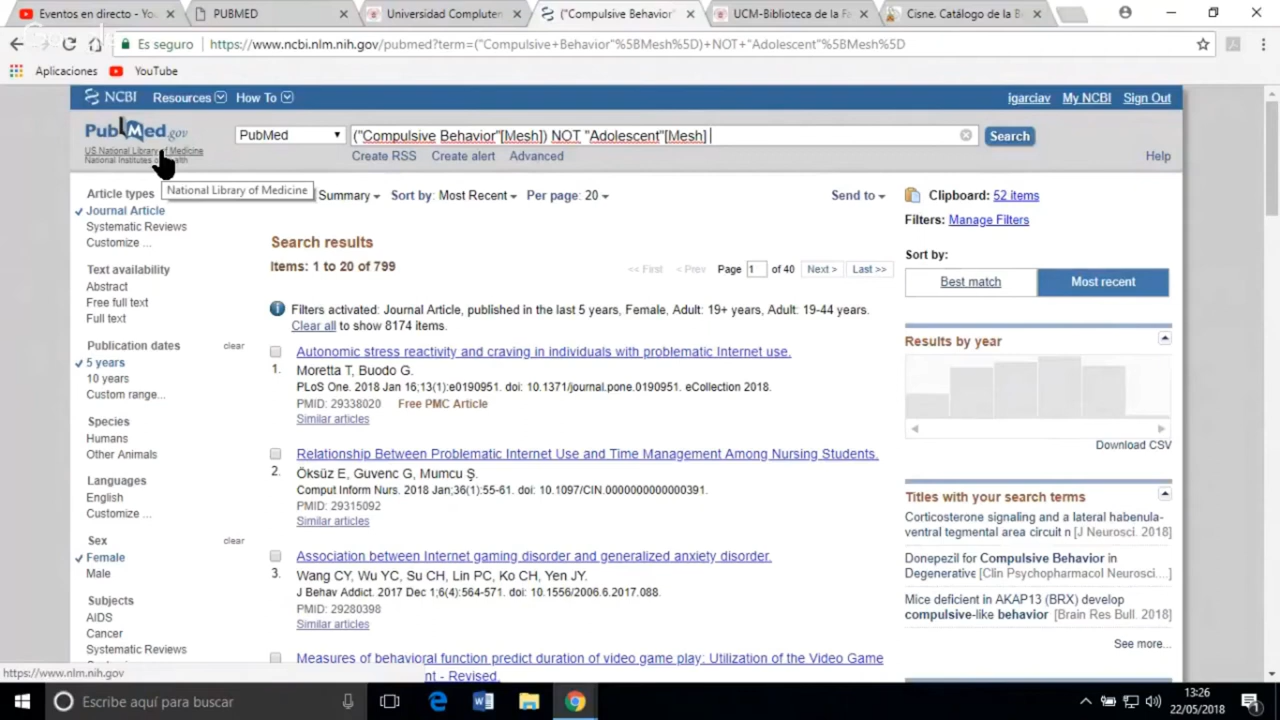 Eventos en directo - Yo
PUBMED
Universidad Compluten
("Compulsive Behavior"
UCM-Biblioteca de la Fa
Cisne. Catálogo de la B
Es seguro
https://www.ncbi.nlm.nih.gov/pubmed?term=("Compulsive+Behavior"%5BMesh%5D)+NOT+"Adolescent"%5BMesh%5D
Aplicaciones
YouTube
NCBI Resources How To
igarciav My NCBI Sign Out
PubMed.gov
US National Library of Medicine
National Institutes of Health
PubMed
("Compulsive Behavior"[Mesh]) NOT "Adolescent"[Mesh]
Search
Create RSS Create alert Advanced
Help
National Library of Medicine
Article types
Journal Article
Systematic Reviews
Customize ...
Text availability
Abstract
Free full text
Full text
Publication dates clear
5 years
10 years
Custom range...
Species
Humans
Other Animals
Languages
English
Customize ...
Sex clear
Female
Male
Subjects
AIDS
Cancer
Systematic Reviews
Summary Sort by: Most Recent Per page: 20
Send to
Search results
Items: 1 to 20 of 799
<< First < Prev Page 1 of 40 Next > Last >>
Filters activated: Journal Article, published in the last 5 years, Female, Adult: 19+ years, Adult: 19-44 years.
Clear all to show 8174 items.
Autonomic stress reactivity and craving in individuals with problematic Internet use.
1. Moretta T, Buodo G.
PLoS One. 2018 Jan 16;13(1):e0190951. doi: 10.1371/journal.pone.0190951. eCollection 2018.
PMID: 29338020 Free PMC Article
Similar articles
Relationship Between Problematic Internet Use and Time Management Among Nursing Students.
2. Öksüz E, Guvenc G, Mumcu Ş.
Comput Inform Nurs. 2018 Jan;36(1):55-61. doi: 10.1097/CIN.0000000000000391.
PMID: 29315092
Similar articles
Association between Internet gaming disorder and generalized anxiety disorder.
3. Wang CY, Wu YC, Su CH, Lin PC, Ko CH, Yen JY.
J Behav Addict. 2017 Dec 1;6(4):564-571. doi: 10.1556/2006.6.2017.088.
PMID: 29280398
Similar articles
Measures of behavioral function predict duration of video game play: Utilization of the Video Game
nt - Revised.
Clipboard: 52 items
Filters: Manage Filters
Sort by:
Best match Most recent
Results by year
Download CSV
Titles with your search terms
Corticosterone signaling and a lateral habenula-
ventral tegmental area circuit n [J Neurosci. 2018]
Donepezil for Compulsive Behavior in
Degenerative [Clin Psychopharmacol Neurosci....]
Mice deficient in AKAP13 (BRX) develop
compulsive-like behavior [Brain Res Bull. 2018]
See more...
https://www.nlm.nih.gov
Escribe aquí para buscar
13:26
22/05/2018
1